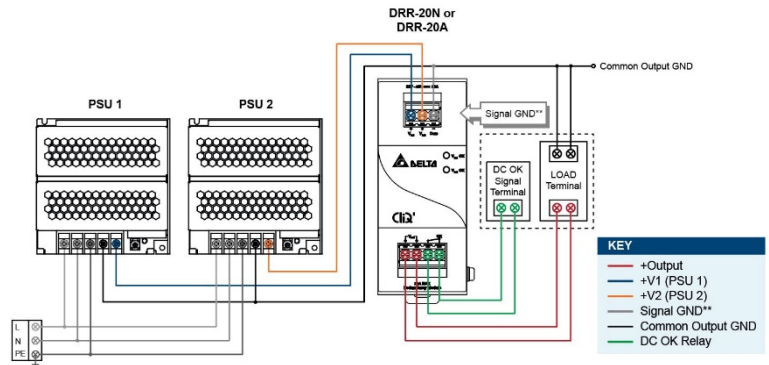 DRR-20N or
DRR-20A
Common Output GND
PSU 1
PSU 2
Signal GND**
DELTA
CliQ
DC OK
Signal
Terminal
LOAD
Terminal
L
N
PE
KEY
+Output
+V1 (PSU 1)
+V2 (PSU 2)
Signal GND**
Common Output GND
DC OK Relay